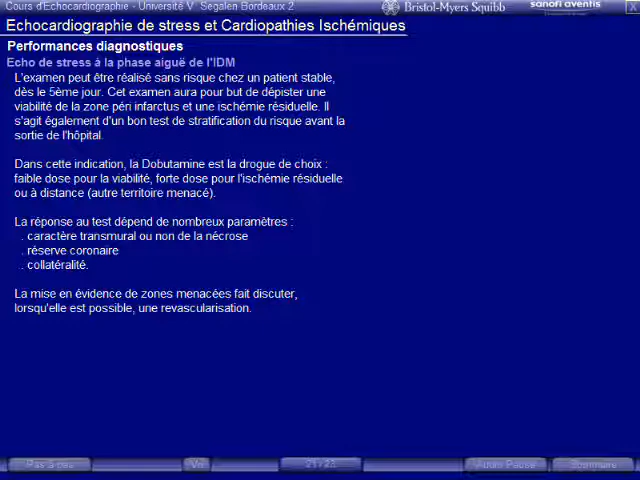 Cours d'Echocardiographie - Université V. Segalen Bordeaux 2
Bristol-Myers Squibb
sanofi aventis
X
Echocardiographie de stress et Cardiopathies Ischémiques
Performances diagnostiques
Echo de stress à la phase aiguë de l'IDM
L'examen peut être réalisé sans risque chez un patient stable,
dès le 5ème jour. Cet examen aura pour but de dépister une
viabilité de la zone péri infarctus et une ischémie résiduelle. Il
s'agit également d'un bon test de stratification du risque avant la
sortie de l'hôpital.
Dans cette indication, la Dobutamine est la drogue de choix :
faible dose pour la viabilité, forte dose pour l'ischémie résiduelle
ou à distance (autre territoire menacé).
La réponse au test dépend de nombreux paramètres :
. caractère transmural ou non de la nécrose
. réserve coronaire
. collatéralité.
La mise en évidence de zones menacées fait discuter,
lorsqu'elle est possible, une revascularisation.
Pas à pas
Audio Pause
Sommaire